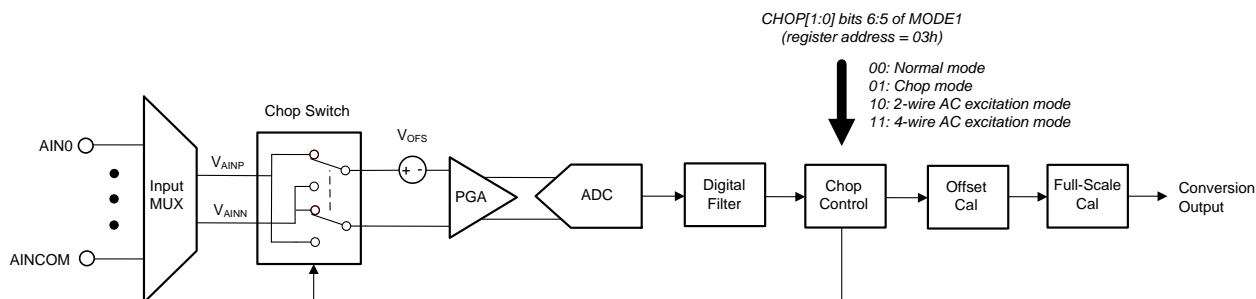 CHOP[1:0] bits 6:5 of MODE1
(register address = 03h)
00: Normal mode
01: Chop mode
10: 2-wire AC excitation mode
11: 4-wire AC excitation mode
Chop Switch
VOFS
AIN0
VAINP
Input
MUX
VAINN
AINCOM
+ -
PGA
ADC
Digital
Filter
Chop
Control
Offset
Cal
Full-Scale
Cal
Conversion
Output